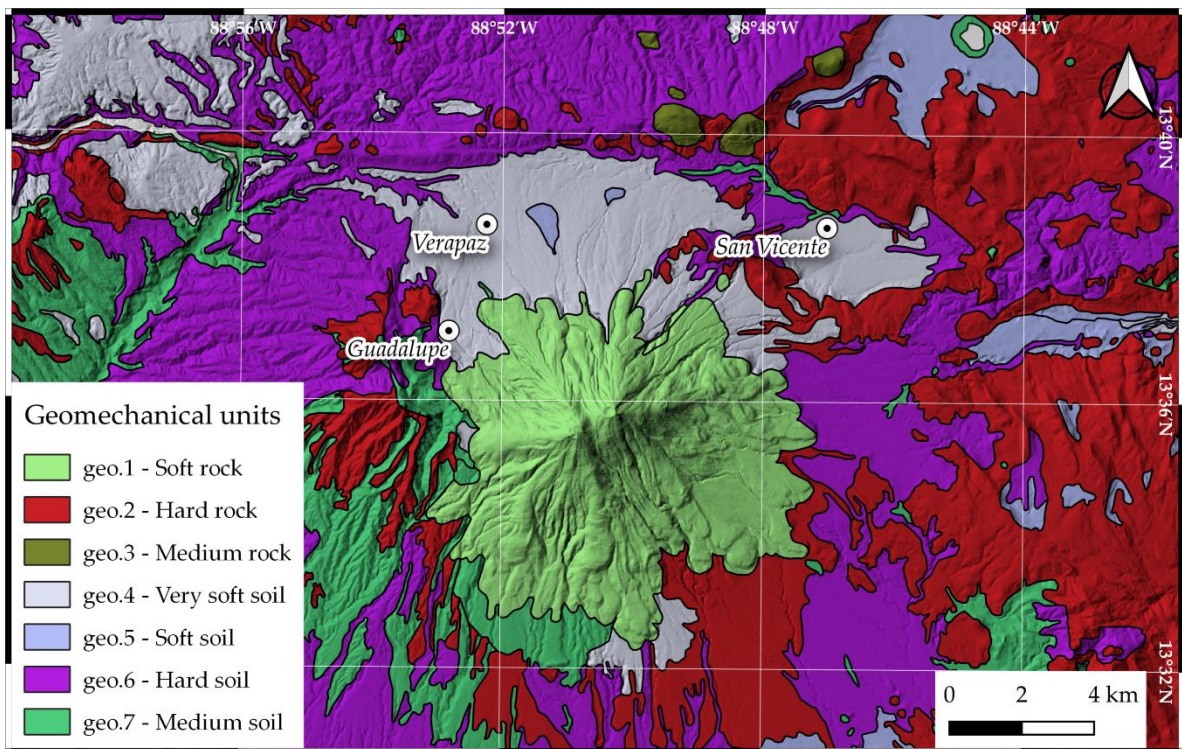 88°56'W
88°52'W
88°48'W
88°44'W
13°40'N
Verapaz
San Vicente
Guadalupe
13°36'N
Geomechanical units
geo.1 - Soft rock
geo.2 - Hard rock
geo.3 - Medium rock
geo.4 - Very soft soil
geo.5 - Soft soil
geo.6 - Hard soil
geo.7 - Medium soil
13°32'N
0 2 4 km